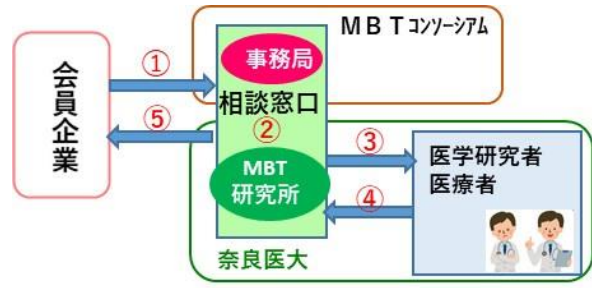 ＭＢＴｺﾝｿｰｼｱﾑ
会員企業
①
⑤
事務局
相談窓口
②
MBT
研究所
③
④
医学研究者
医療者
奈良医大